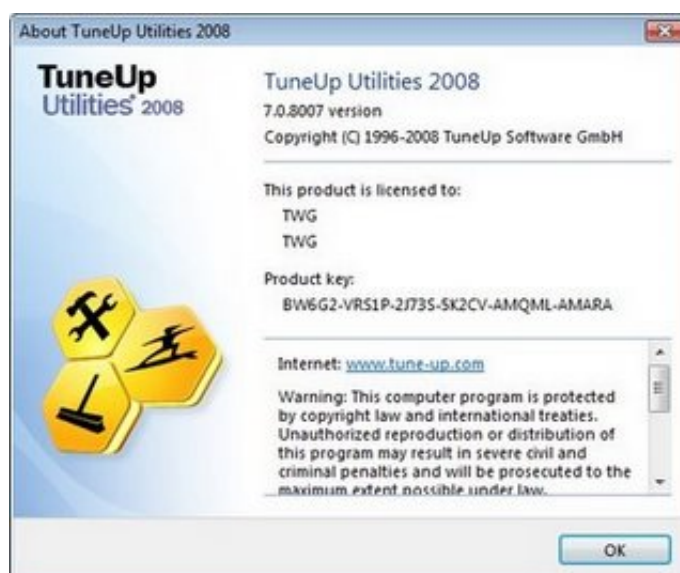 About TuneUp Utilities 2008
TuneUp
Utilities® 2008
TuneUp Utilities 2008
7.0.8007 version
Copyright (C) 1996-2008 TuneUp Software GmbH
This product is licensed to:
TWG
TWG
Product key:
BW6G2-VRS1P-2J73S-5K2CV-AMQML-AMARA
Internet: www.tune-up.com
Warning: This computer program is protected
by copyright law and international treaties.
Unauthorized reproduction or distribution of
this program may result in severe civil and
criminal penalties and will be prosecuted to the
maximum extent possible under law.
OK